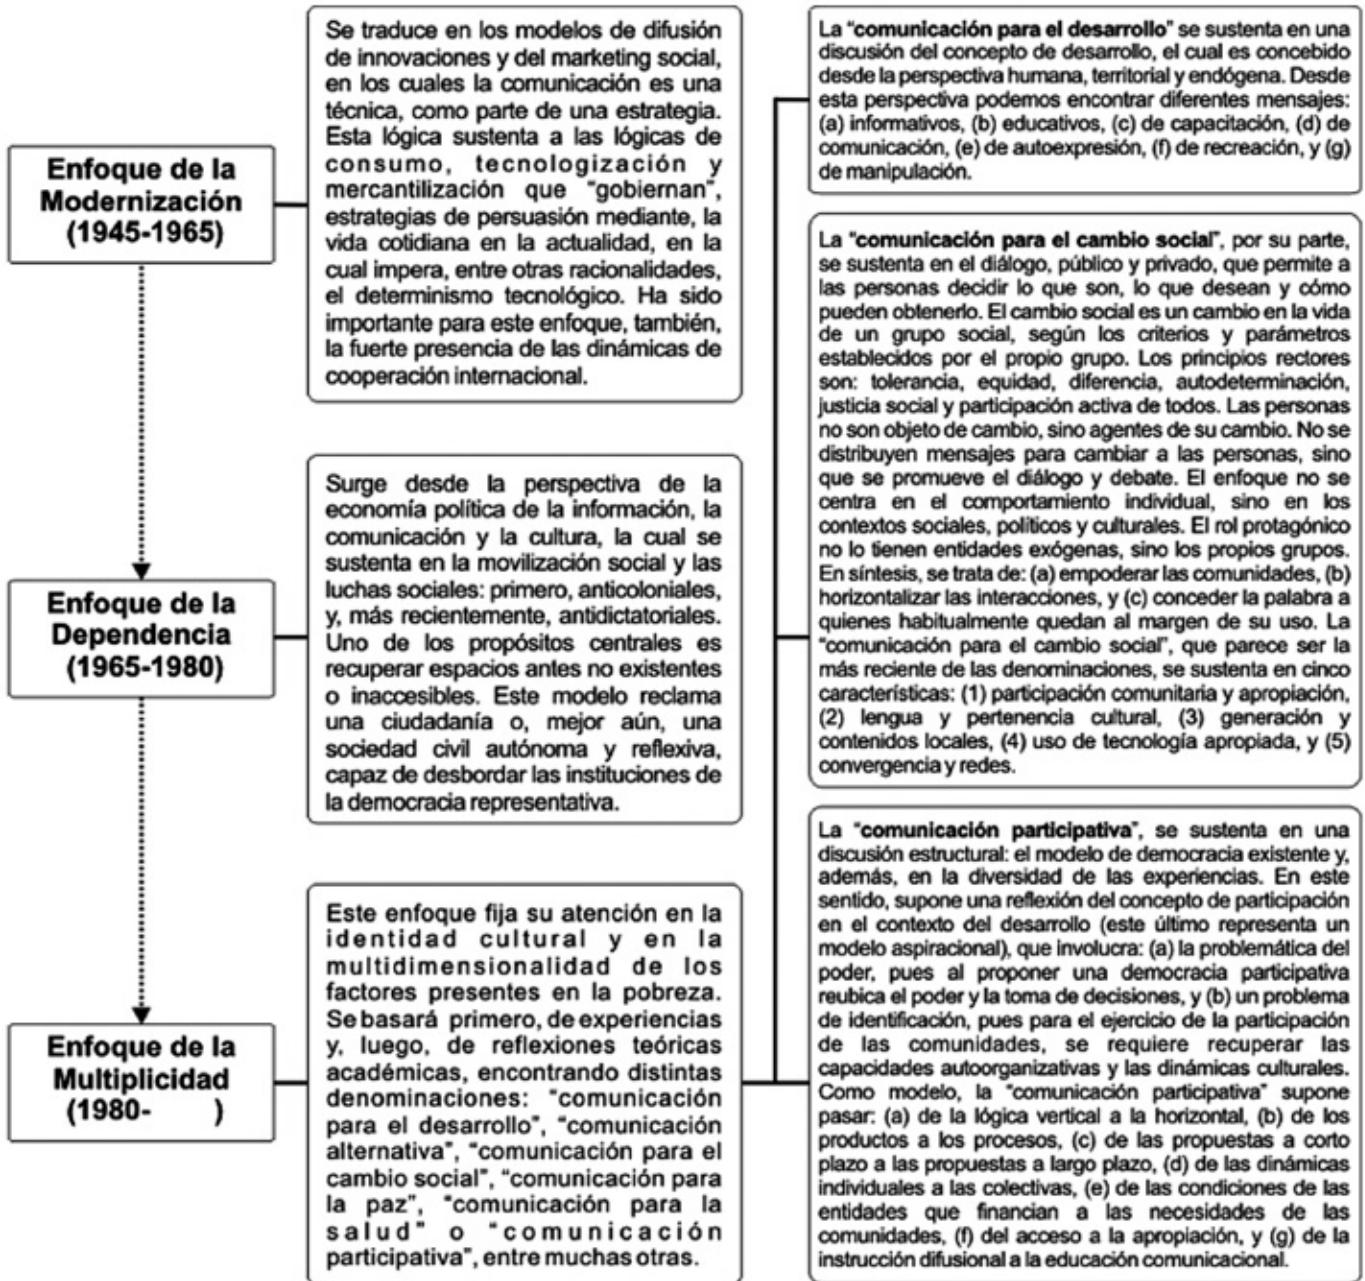 Enfoque de la
Modernización
(1945-1965)
Se traduce en los modelos de difusión
de innovaciones y del marketing social,
en los cuales la comunicación es una
técnica, como parte de una estrategia.
Esta lógica sustenta a las lógicas de
consumo, tecnologización y
mercantilización que "gobiernan",
estrategias de persuasión mediante, la
vida cotidiana en la actualidad, en la
cual impera, entre otras racionalidades,
el determinismo tecnológico. Ha sido
importante para este enfoque, también,
la fuerte presencia de las dinámicas de
cooperación internacional.
Enfoque de la
Dependencia
(1965-1980)
Surge desde la perspectiva de la
economía política de la información, la
comunicación y la cultura, la cual se
sustenta en la movilización social y las
luchas sociales: primero, anticoloniales,
y, más recientemente, antidictatoriales.
Uno de los propósitos centrales es
recuperar espacios antes no existentes
o inaccesibles. Este modelo reclama
una ciudadanía o, mejor aún, una
sociedad civil autónoma y reflexiva,
capaz de desbordar las instituciones de
la democracia representativa.
Enfoque de la
Multiplicidad
(1980- )
Este enfoque fija su atención en la
identidad cultural y en la
multidimensionalidad de los
factores presentes en la pobreza.
Se basará primero, de experiencias
y, luego, de reflexiones teóricas
académicas, encontrando distintas
denominaciones: "comunicación
para el desarrollo", "comunicación
alternativa", "comunicación para el
cambio social", "comunicación para
la paz", "comunicación para la
salud" o "comunicación
participativa", entre muchas otras.
La "comunicación para el desarrollo" se sustenta en una
discusión del concepto de desarrollo, el cual es concebido
desde la perspectiva humana, territorial y endógena. Desde
esta perspectiva podemos encontrar diferentes mensajes:
(a) informativos, (b) educativos, (c) de capacitación, (d) de
comunicación, (e) de autoexpresión, (f) de recreación, y (g)
de manipulación.
La "comunicación para el cambio social", por su parte,
se sustenta en el diálogo, público y privado, que permite a
las personas decidir lo que son, lo que desean y cómo
pueden obtenerlo. El cambio social es un cambio en la vida
de un grupo social, según los criterios y parámetros
establecidos por el propio grupo. Los principios rectores
son: tolerancia, equidad, diferencia, autodeterminación,
justicia social y participación activa de todos. Las personas
no son objeto de cambio, sino agentes de su cambio. No se
distribuyen mensajes para cambiar a las personas, sino
que se promueve el diálogo y debate. El enfoque no se
centra en el comportamiento individual, sino en los
contextos sociales, políticos y culturales. El rol protagónico
no lo tienen entidades exógenas, sino los propios grupos.
En síntesis, se trata de: (a) empoderar las comunidades, (b)
horizontalizar las interacciones, y (c) conceder la palabra a
quienes habitualmente quedan al margen de su uso. La
"comunicación para el cambio social", que parece ser la
más reciente de las denominaciones, se sustenta en cinco
características: (1) participación comunitaria y apropiación,
(2) lengua y pertenencia cultural, (3) generación y
contenidos locales, (4) uso de tecnología apropiada, y (5)
convergencia y redes.
La "comunicación participativa", se sustenta en una
discusión estructural: el modelo de democracia existente y,
además, en la diversidad de las experiencias. En este
sentido, supone una reflexión del concepto de participación
en el contexto del desarrollo (este último representa un
modelo aspiracional), que involucra: (a) la problemática del
poder, pues al proponer una democracia participativa
reubica el poder y la toma de decisiones, y (b) un problema
de identificación, pues para el ejercicio de la participación
de las comunidades, se requiere recuperar las
capacidades autoorganizativas y las dinámicas culturales.
Como modelo, la "comunicación participativa" supone
pasar: (a) de la lógica vertical a la horizontal, (b) de los
productos a los procesos, (c) de las propuestas a corto
plazo a las propuestas a largo plazo, (d) de las dinámicas
individuales a las colectivas, (e) de las condiciones de las
entidades que financian a las necesidades de las
comunidades, (f) del acceso a la apropiación, y (g) de la
instrucción difusional a la educación comunicacional.